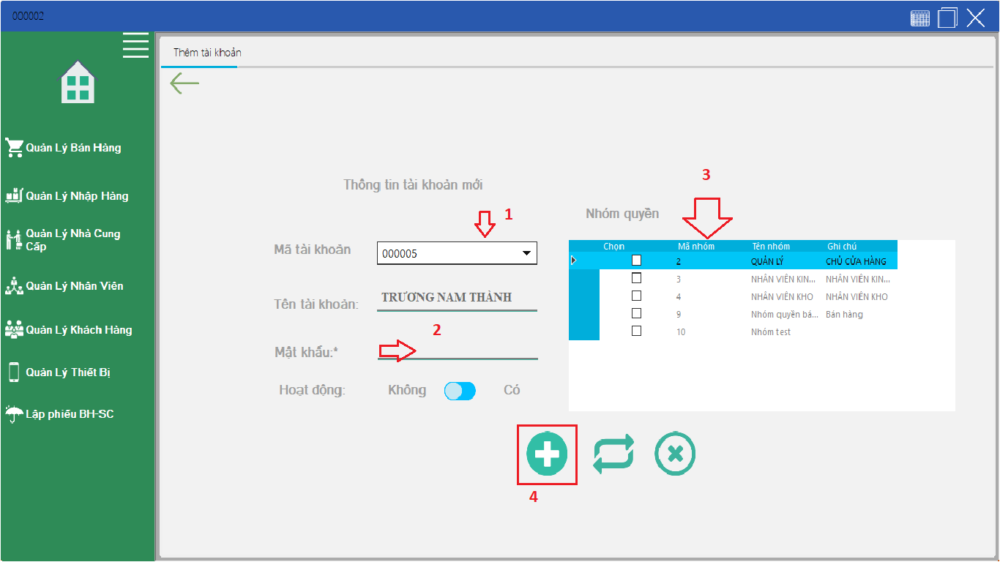 000002
Thêm tài khoản
Quản Lý Bán Hàng
Quản Lý Nhập Hàng
Quản Lý Nhà Cung
Cấp
Quản Lý Nhân Viên
Quản Lý Khách Hàng
Quản Lý Thiết Bị
Lập phiếu BH-SC
Thông tin tài khoản mới
1
Mã tài khoản 000005
Tên tài khoản: TRƯƠNG NAM THÀNH
2
Mật khẩu:*
Hoạt động: Không Có
3
Nhóm quyền
Chọn Mã nhóm Tên nhóm Ghi chú
2 QUẢN LÝ CHỦ CỬA HÀNG
3 NHÂN VIÊN KIN... NHÂN VIÊN KIN...
4 NHÂN VIÊN KHO NHÂN VIÊN KHO
9 Nhóm quyền bá... Bán hàng
10 Nhóm test
4